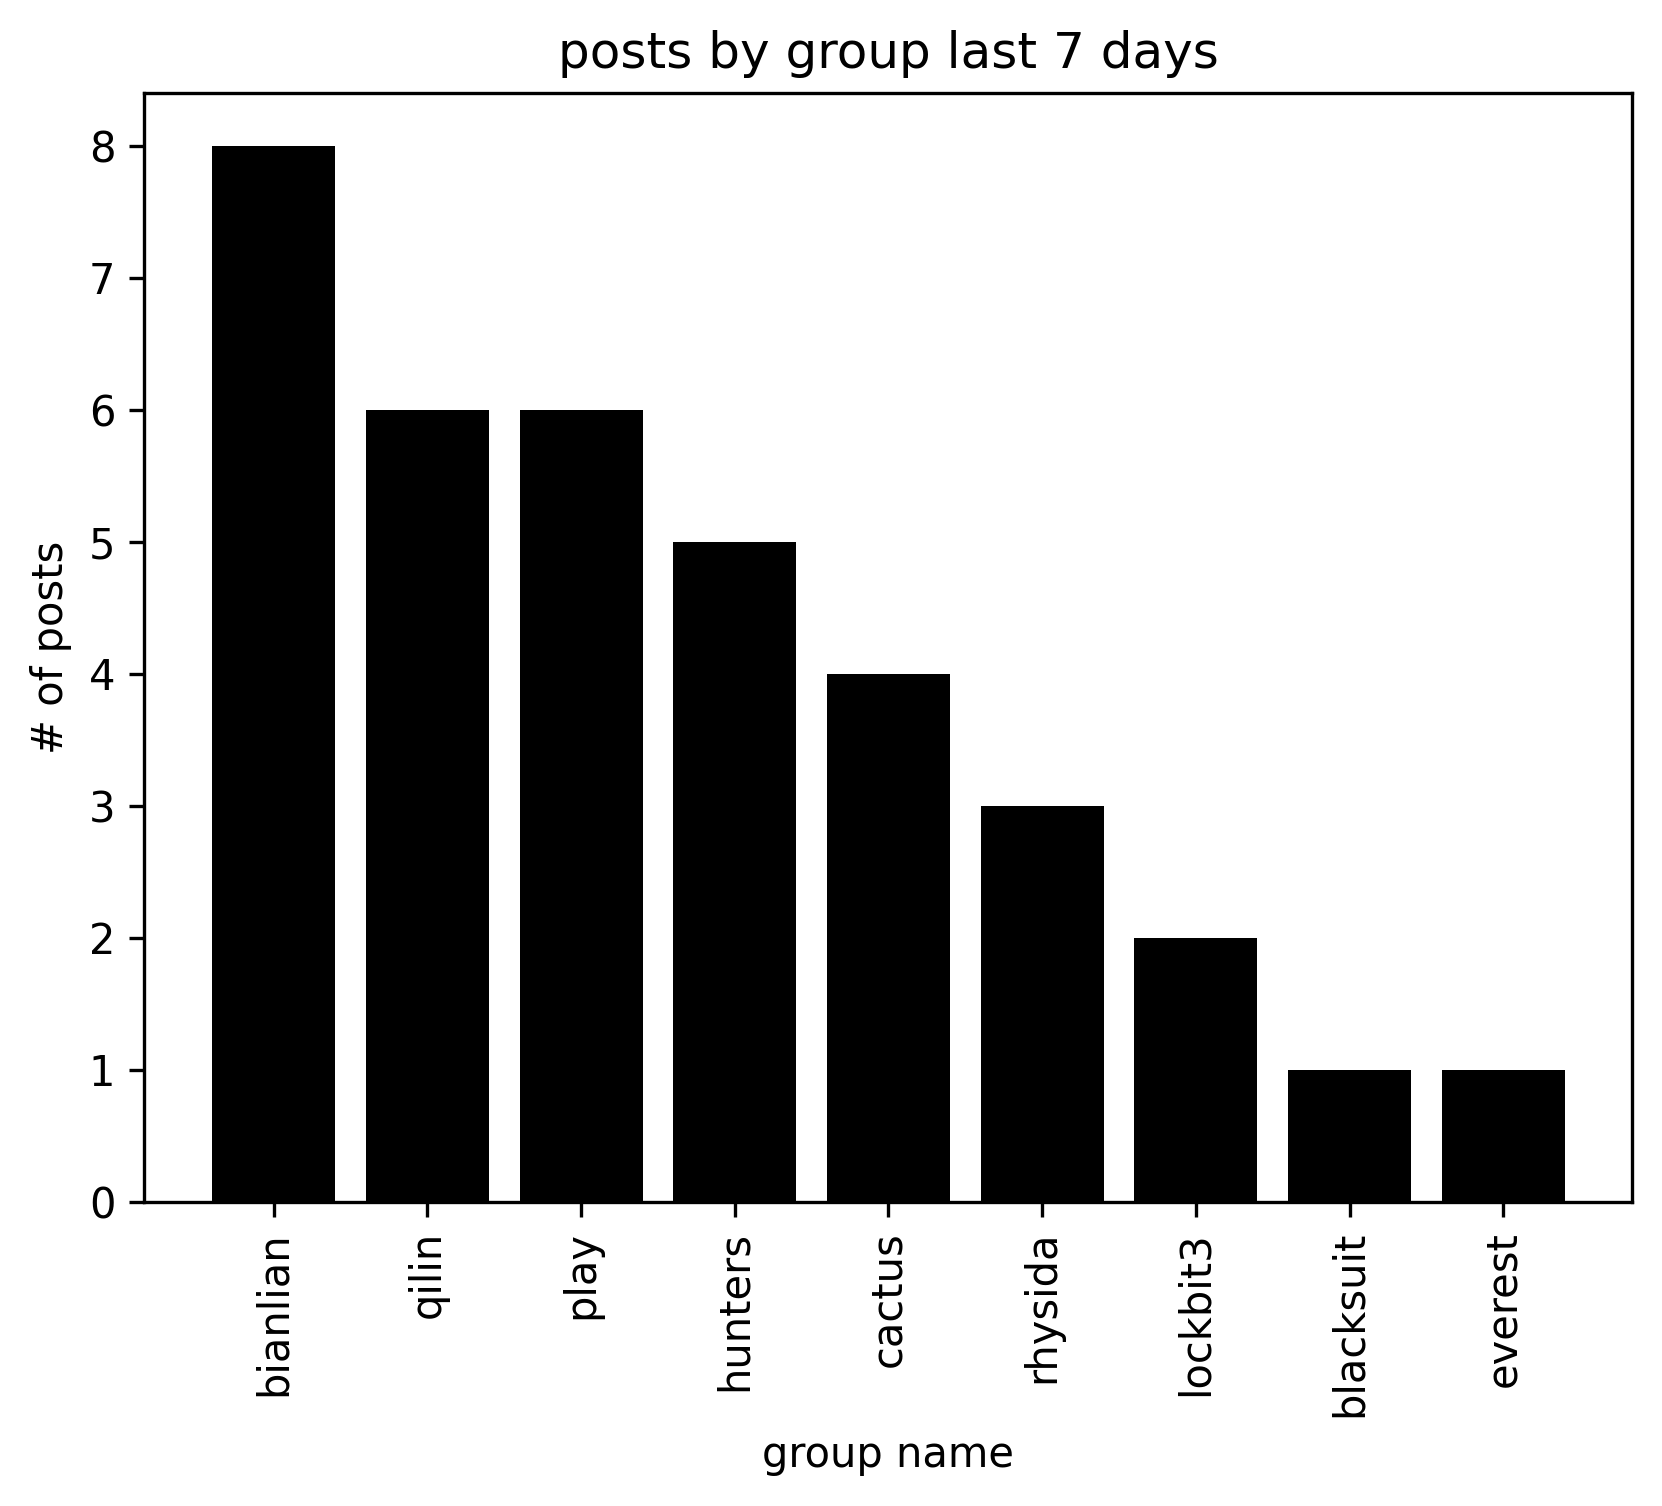 posts by group last 7 days
8
7
6
5
4
3
2
1
0
# of posts
bianlian
qilin
play
hunters
cactus
rhysida
lockbit3
blacksuit
everest
group name